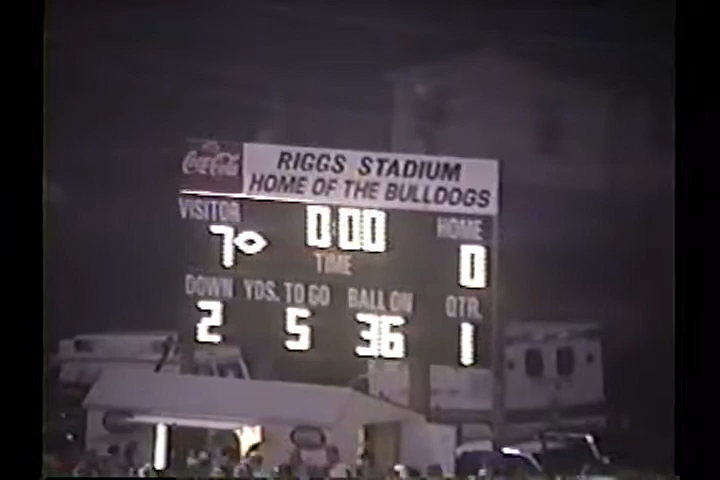 Coca-Cola
RIGGS STADIUM
HOME OF THE BULLDOGS
VISITOR
HOME
7
0:00
0
TIME
DOWN YDS. TO GO BALL ON QTR.
2 5 36 1